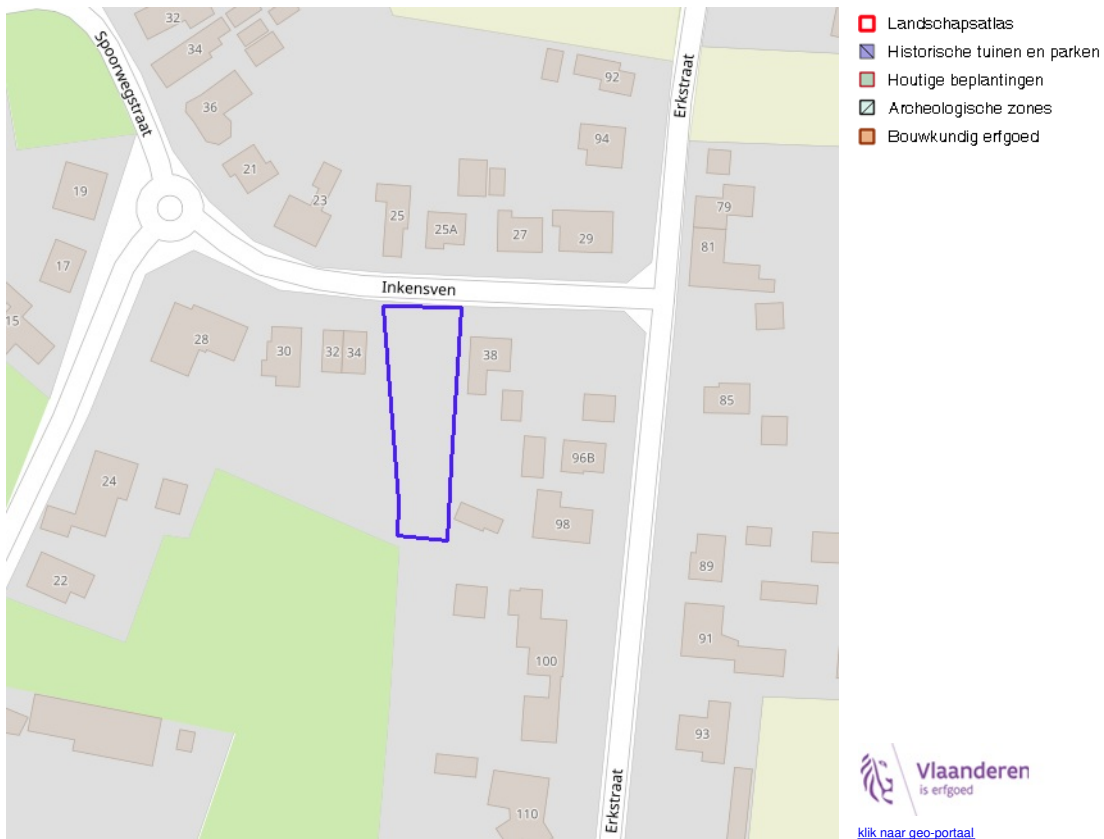 Landschapsatlas
Historische tuinen en parken
Houtige beplantingen
Archeologische zones
Bouwkundig erfgoed
32
34
36
21
19
23
17
25
25A
27
29
92
94
79
81
15
28
30
32
34
38
85
96B
98
24
22
89
91
100
93
110
Spoorwegstraat
Erkstraat
Inkensven
Erkstraat
Vlaanderen
is erfgoed
klik naar geo-portaal